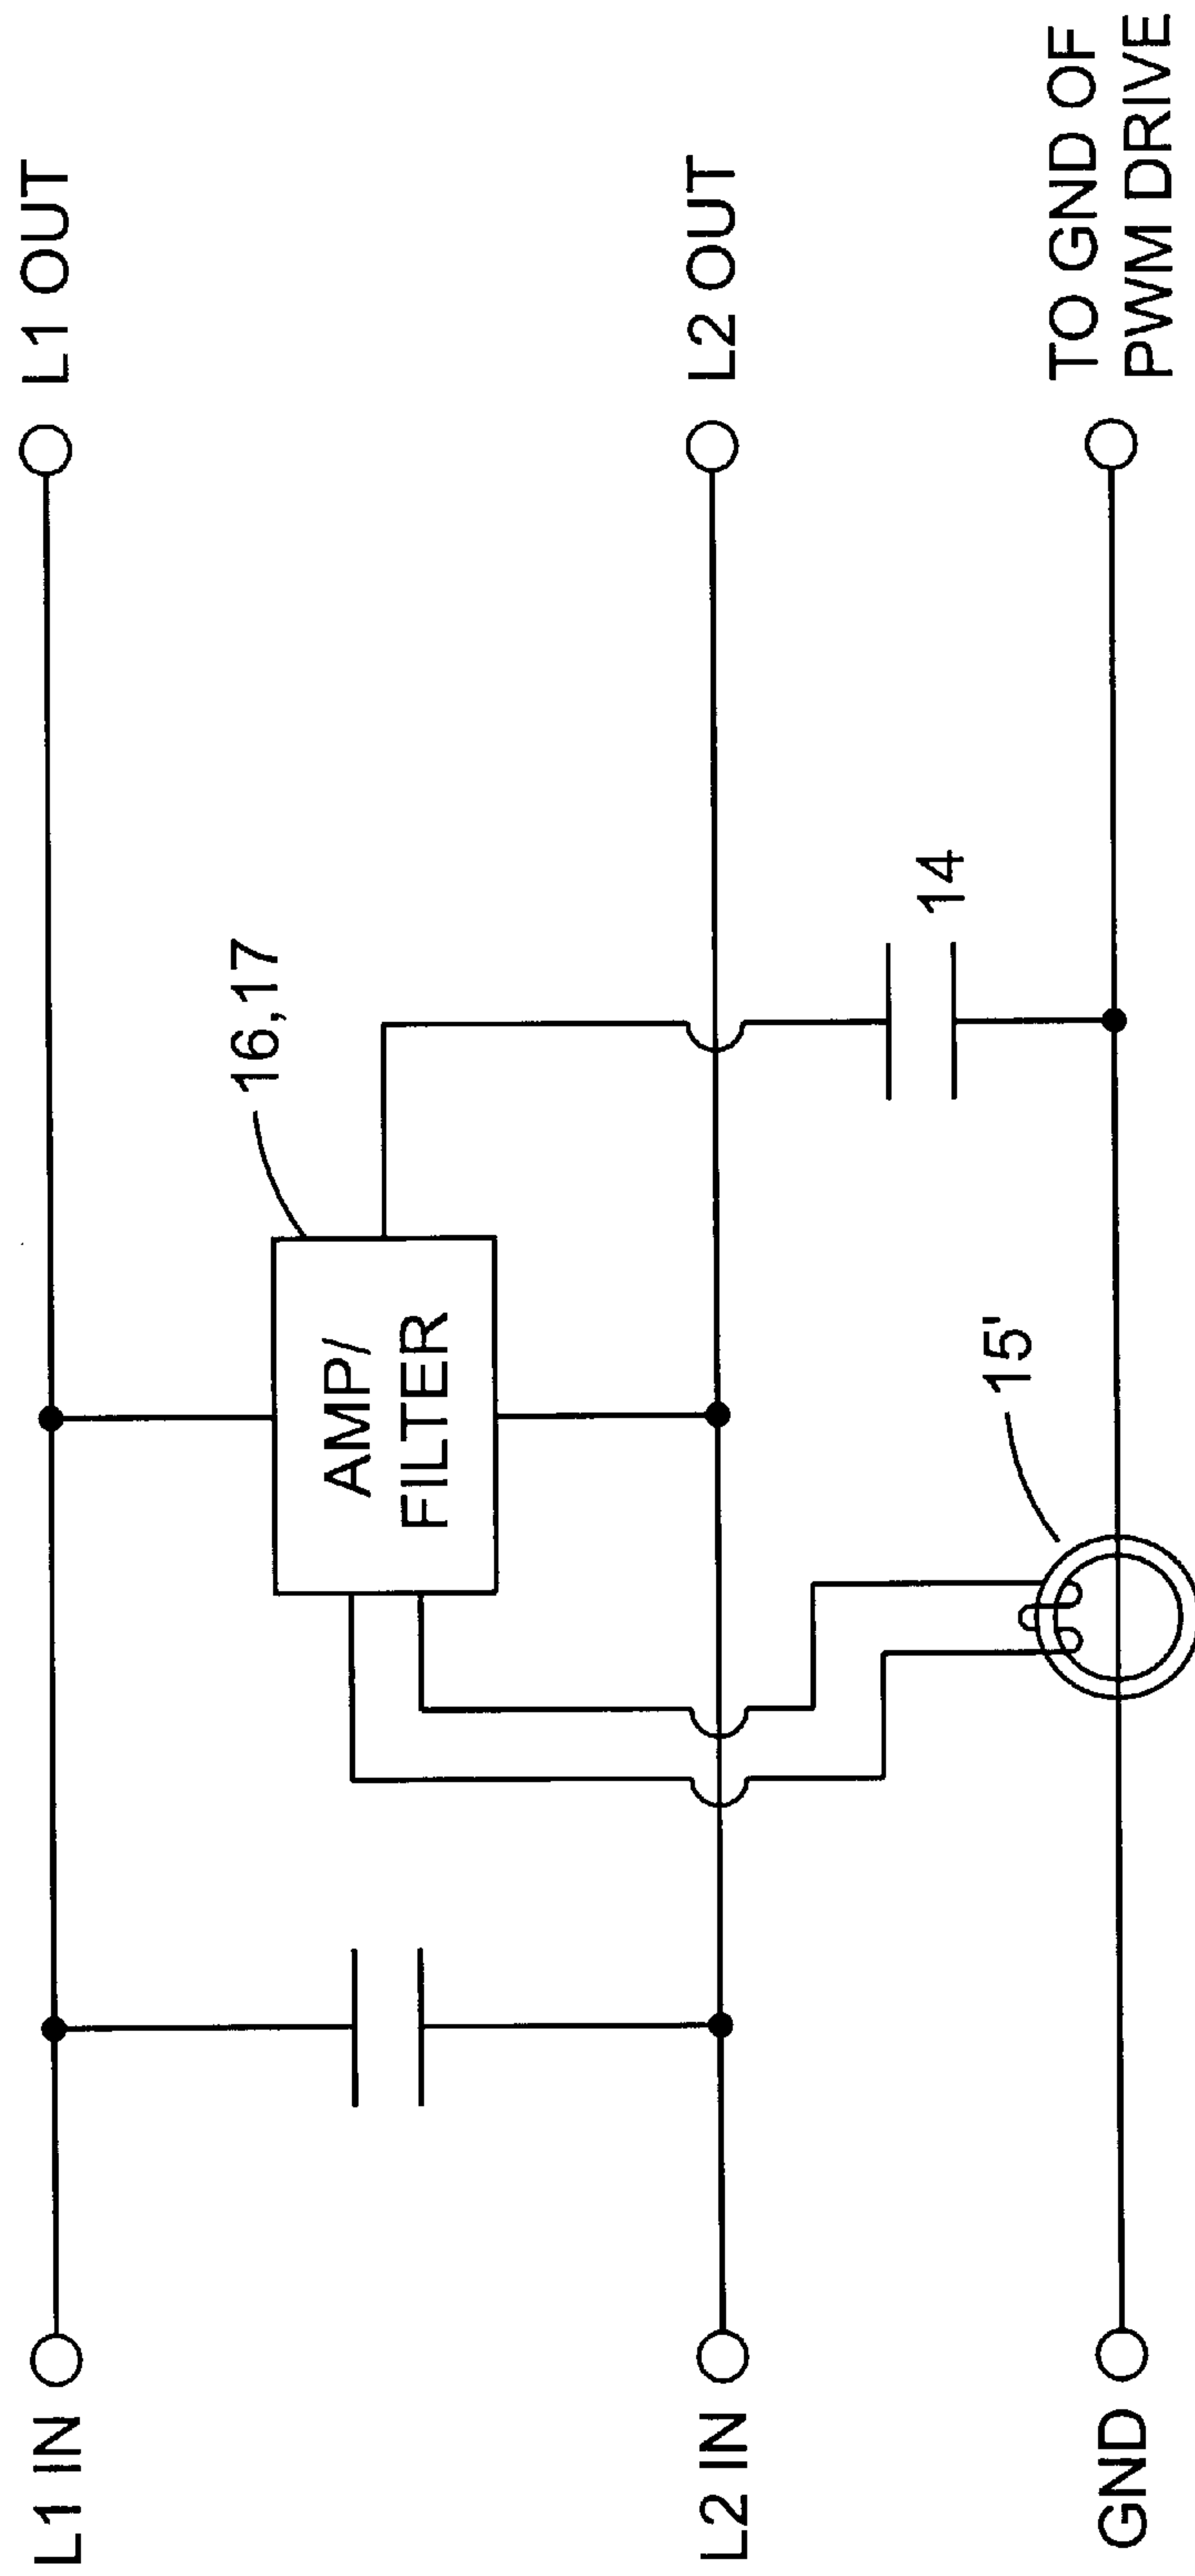 L1 IN
L1 OUT
16,17
AMP/
FILTER
L2 IN
L2 OUT
14
15'
GND
TO GND OF
PWM DRIVE